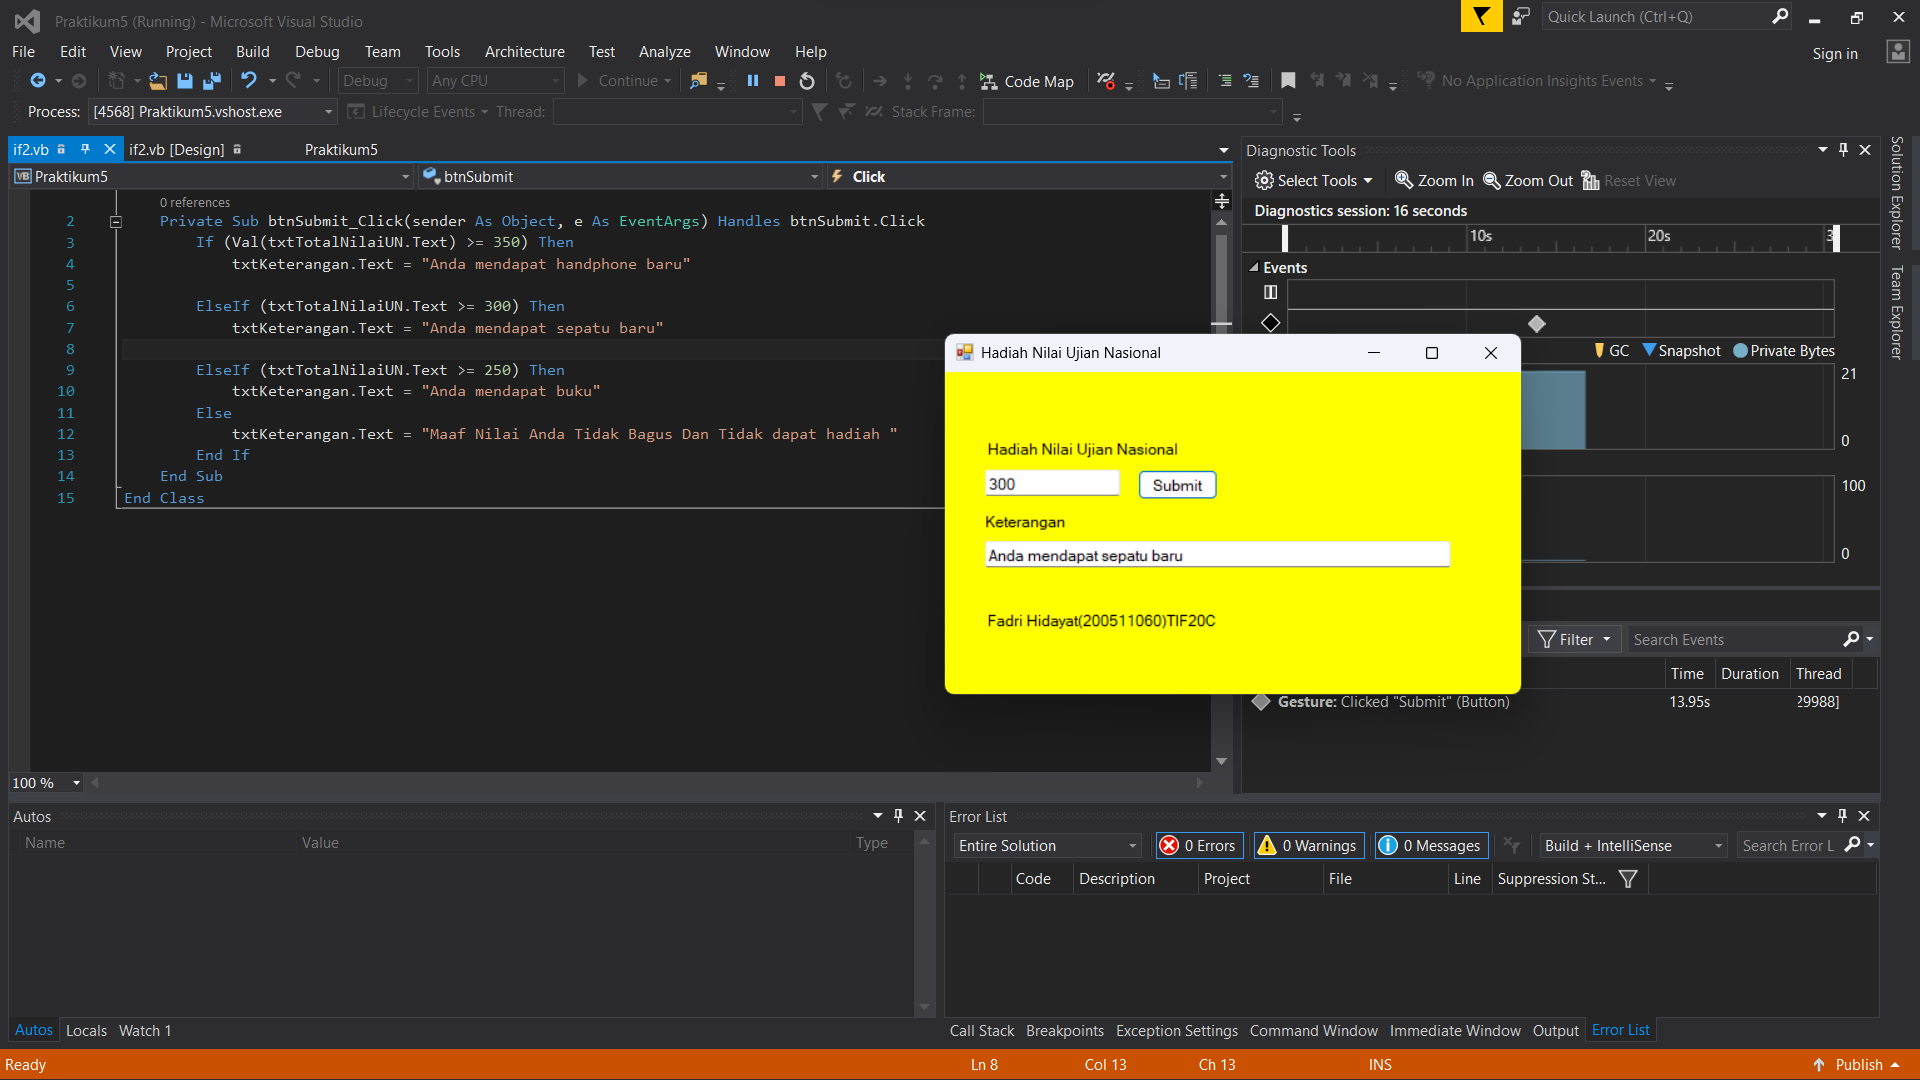 Praktikum5 (Running) - Microsoft Visual Studio
Quick Launch (Ctrl+Q)
File Edit View Project Build Debug Team Tools Architecture Test Analyze Window Help
Sign in
Debug Any CPU Continue Code Map No Application Insights Events
Process: [4568] Praktikum5.vshost.exe Lifecycle Events Thread: Stack Frame:
if2.vb if2.vb [Design] Praktikum5
Praktikum5 btnSubmit Click
0 references
2 Private Sub btnSubmit_Click(sender As Object, e As EventArgs) Handles btnSubmit.Click
3 If (Val(txtTotalNilaiUN.Text) >= 350) Then
4 txtKeterangan.Text = "Anda mendapat handphone baru"
5
6 ElseIf (txtTotalNilaiUN.Text >= 300) Then
7 txtKeterangan.Text = "Anda mendapat sepatu baru"
8
9 ElseIf (txtTotalNilaiUN.Text >= 250) Then
10 txtKeterangan.Text = "Anda mendapat buku"
11 Else
12 txtKeterangan.Text = "Maaf Nilai Anda Tidak Bagus Dan Tidak dapat hadiah "
13 End If
14 End Sub
15 End Class
100 %
Diagnostic Tools
Select Tools Zoom In Zoom Out Reset View
Diagnostics session: 16 seconds
10s 20s 3
Events
GC Snapshot Private Bytes
21
0
100
0
Filter Search Events
Time Duration Thread
Gesture: Clicked "Submit" (Button) 13.95s 29988]
Solution Explorer
Team Explorer
Hadiah Nilai Ujian Nasional
Hadiah Nilai Ujian Nasional
300 Submit
Keterangan
Anda mendapat sepatu baru
Fadri Hidayat(200511060)TIF20C
Autos
Name Value Type
Autos Locals Watch 1
Error List
Entire Solution 0 Errors 0 Warnings 0 Messages Build + IntelliSense Search Error L
Code Description Project File Line Suppression St...
Call Stack Breakpoints Exception Settings Command Window Immediate Window Output Error List
Ready Ln 8 Col 13 Ch 13 INS Publish